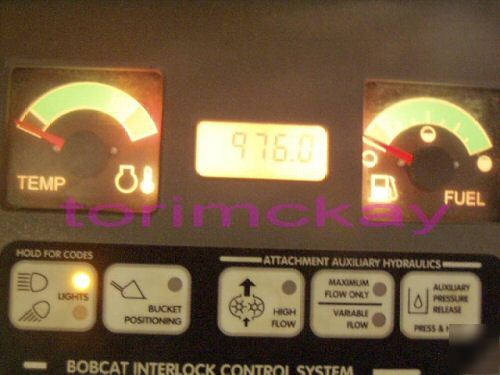 976.0
TEMP
FUEL
torimckay
HOLD FOR CODES
ATTACHMENT AUXILIARY HYDRAULICS
LIGHTS
BUCKET
POSITIONING
HIGH
FLOW
MAXIMUM
FLOW ONLY
VARIABLE
FLOW
AUXILIARY
PRESSURE
RELEASE
PRESS &
BOBCAT INTERLOCK CONTROL SYSTEM